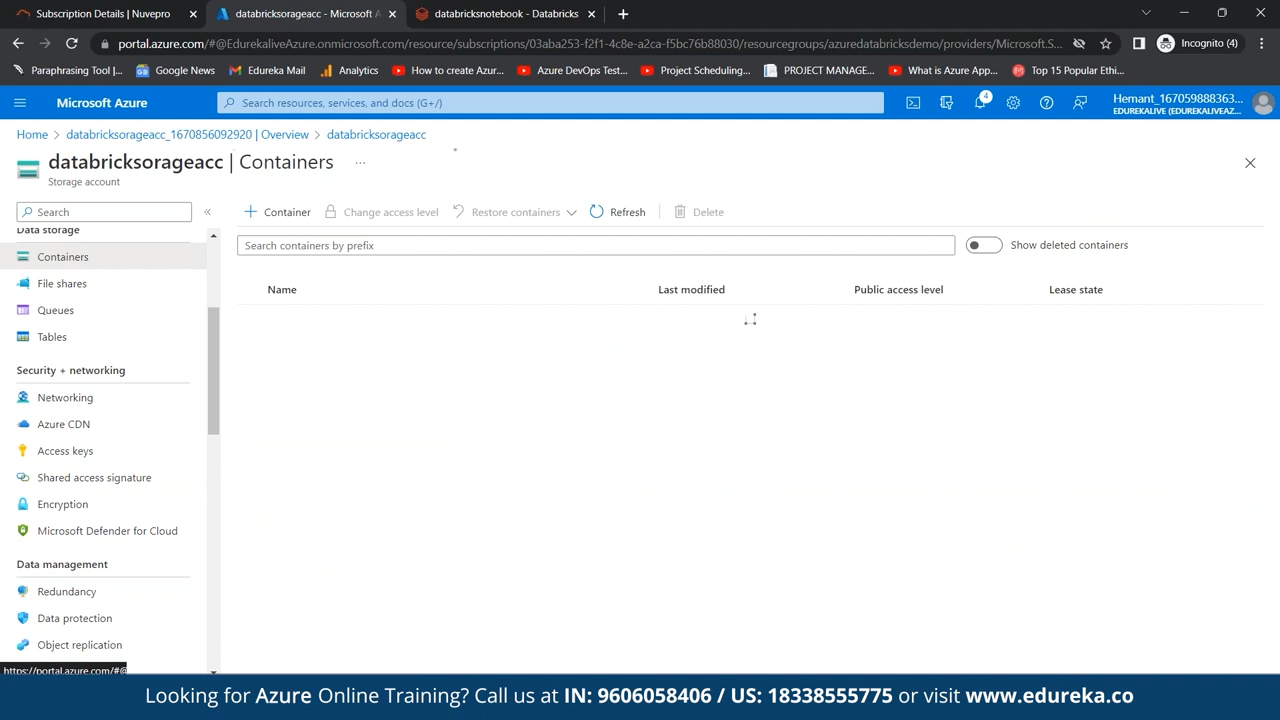 Subscription Details | Nuvepro
databricksorageacc - Microsoft A
databricksnotebook - Databricks
portal.azure.com/#@EdurekaliveAzure.onmicrosoft.com/resource/subscriptions/03aba253-f2f1-4c8e-a2ca-f5bc76b88030/resourcegroups/azuredatabricksdemo/providers/Microsoft.S...
Incognito (4)
Paraphrasing Tool |...
Google News
Edureka Mail
Analytics
How to create Azur...
Azure DevOps Test...
Project Scheduling...
PROJECT MANAGE...
What is Azure App...
Top 15 Popular Ethi...
Microsoft Azure
Search resources, services, and docs (G+/)
4
Hemant_167059888363...
EDUREKALIVE (EDUREKALIVEAZ...
Home > databricksorageacc_1670856092920 | Overview > databricksorageacc
databricksorageacc | Containers ...
Storage account
Search
«
Container
Change access level
Restore containers
Refresh
Delete
Data storage
Containers
File shares
Queues
Tables
Security + networking
Networking
Azure CDN
Access keys
Shared access signature
Encryption
Microsoft Defender for Cloud
Data management
Redundancy
Data protection
Object replication
https://portal.azure.com/#@
Search containers by prefix
Show deleted containers
Name
Last modified
Public access level
Lease state
Looking for Azure Online Training? Call us at IN: 9606058406 / US: 18338555775 or visit www.edureka.co